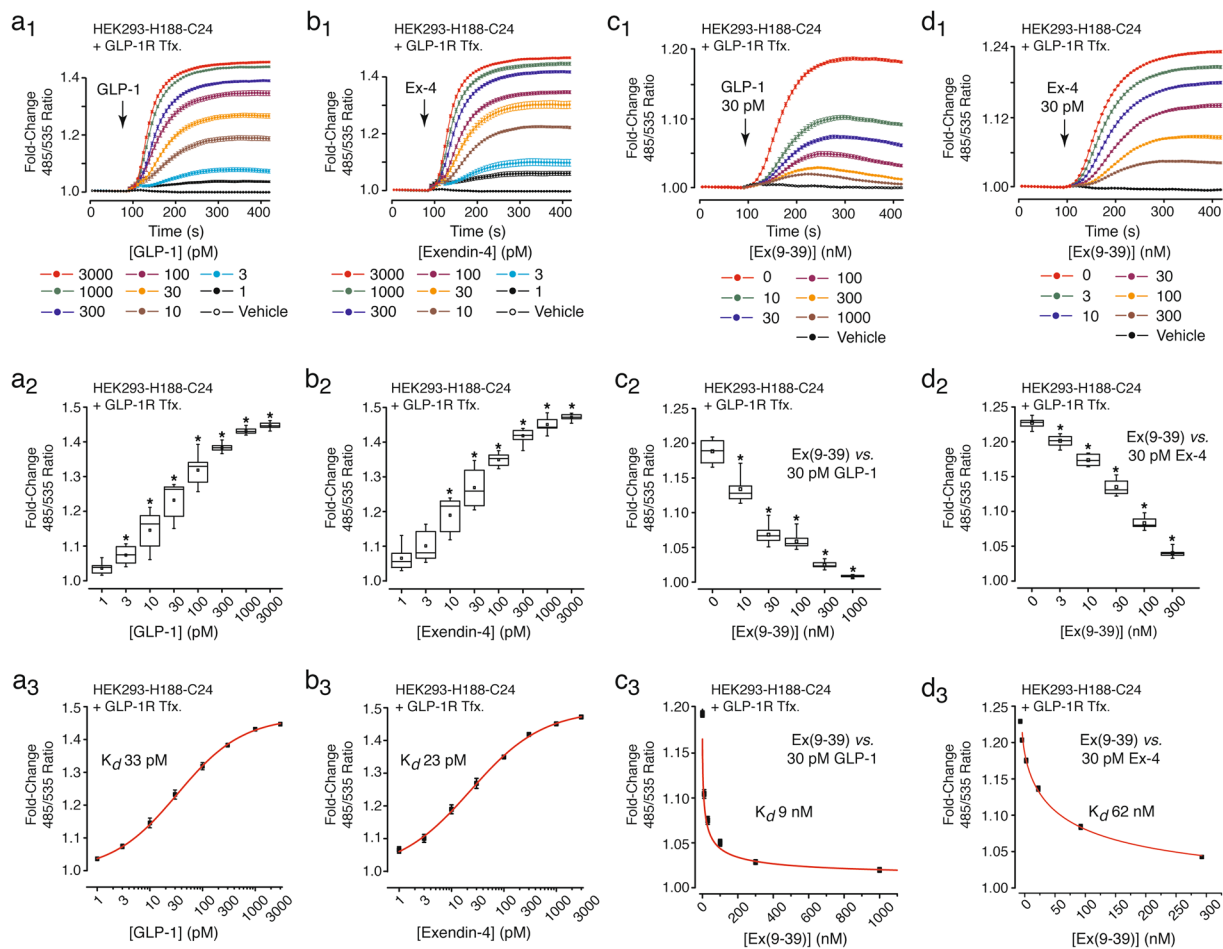 a1
HEK293-H188-C24
+ GLP-1R Tfx.
Fold-Change
485/535 Ratio
1.4
1.2
1.0
GLP-1
0 100 200 300 400
Time (s)
[GLP-1] (pM)
3000 100 3
1000 30 1
300 10 Vehicle
b1
HEK293-H188-C24
+ GLP-1R Tfx.
Fold-Change
485/535 Ratio
1.4
1.2
1.0
Ex-4
0 100 200 300 400
Time (s)
[Exendin-4] (pM)
3000 100 3
1000 30 1
300 10 Vehicle
c1
HEK293-H188-C24
+ GLP-1R Tfx.
Fold-Change
485/535 Ratio
1.20
1.10
1.00
GLP-1
30 pM
0 100 200 300 400
Time (s)
[Ex(9-39)] (nM)
0 100
10 300
30 1000
Vehicle
d1
HEK293-H188-C24
+ GLP-1R Tfx.
Fold-Change
485/535 Ratio
1.24
1.16
1.08
1.00
Ex-4
30 pM
0 100 200 300 400
Time (s)
[Ex(9-39)] (nM)
0 30
3 100
10 300
Vehicle
a2
HEK293-H188-C24
+ GLP-1R Tfx.
Fold-Change
485/535 Ratio
1.5
1.4
1.3
1.2
1.1
1.0
* * * * * * *
1 3 10 30 100 300 1000 3000
[GLP-1] (pM)
b2
HEK293-H188-C24
+ GLP-1R Tfx.
Fold-Change
485/535 Ratio
1.5
1.4
1.3
1.2
1.1
1.0
* * * * * *
1 3 10 30 100 300 1000 3000
[Exendin-4] (pM)
c2
HEK293-H188-C24
+ GLP-1R Tfx.
Fold-Change
485/535 Ratio
1.25
1.20
1.15
1.10
1.05
1.00
Ex(9-39) vs.
30 pM GLP-1
* * * * *
0 10 30 100 300 1000
[Ex(9-39)] (nM)
d2
HEK293-H188-C24
+ GLP-1R Tfx.
Fold-Change
485/535 Ratio
1.25
1.20
1.15
1.10
1.05
1.00
Ex(9-39) vs.
30 pM Ex-4
* * * * *
0 3 10 30 100 300
[Ex(9-39)] (nM)
a3
HEK293-H188-C24
+ GLP-1R Tfx.
Fold-Change
485/535 Ratio
1.5
1.4
1.3
1.2
1.1
1.0
Kd 33 pM
1 3 10 30 100 300 1000 3000
[GLP-1] (pM)
b3
HEK293-H188-C24
+ GLP-1R Tfx.
Fold-Change
485/535 Ratio
1.5
1.4
1.3
1.2
1.1
1.0
Kd 23 pM
1 3 10 30 100 300 1000 3000
[Exendin-4] (pM)
c3
HEK293-H188-C24
+ GLP-1R Tfx.
Fold-Change
485/535 Ratio
1.20
1.15
1.10
1.05
1.00
Ex(9-39) vs.
30 pM GLP-1
Kd 9 nM
0 200 400 600 800 1000
[Ex(9-39)] (nM)
d3
HEK293-H188-C24
+ GLP-1R Tfx.
Fold-Change
485/535 Ratio
1.25
1.20
1.15
1.10
1.05
1.00
Ex(9-39) vs.
30 pM Ex-4
Kd 62 nM
0 50 100 150 200 250 300
[Ex(9-39)] (nM)